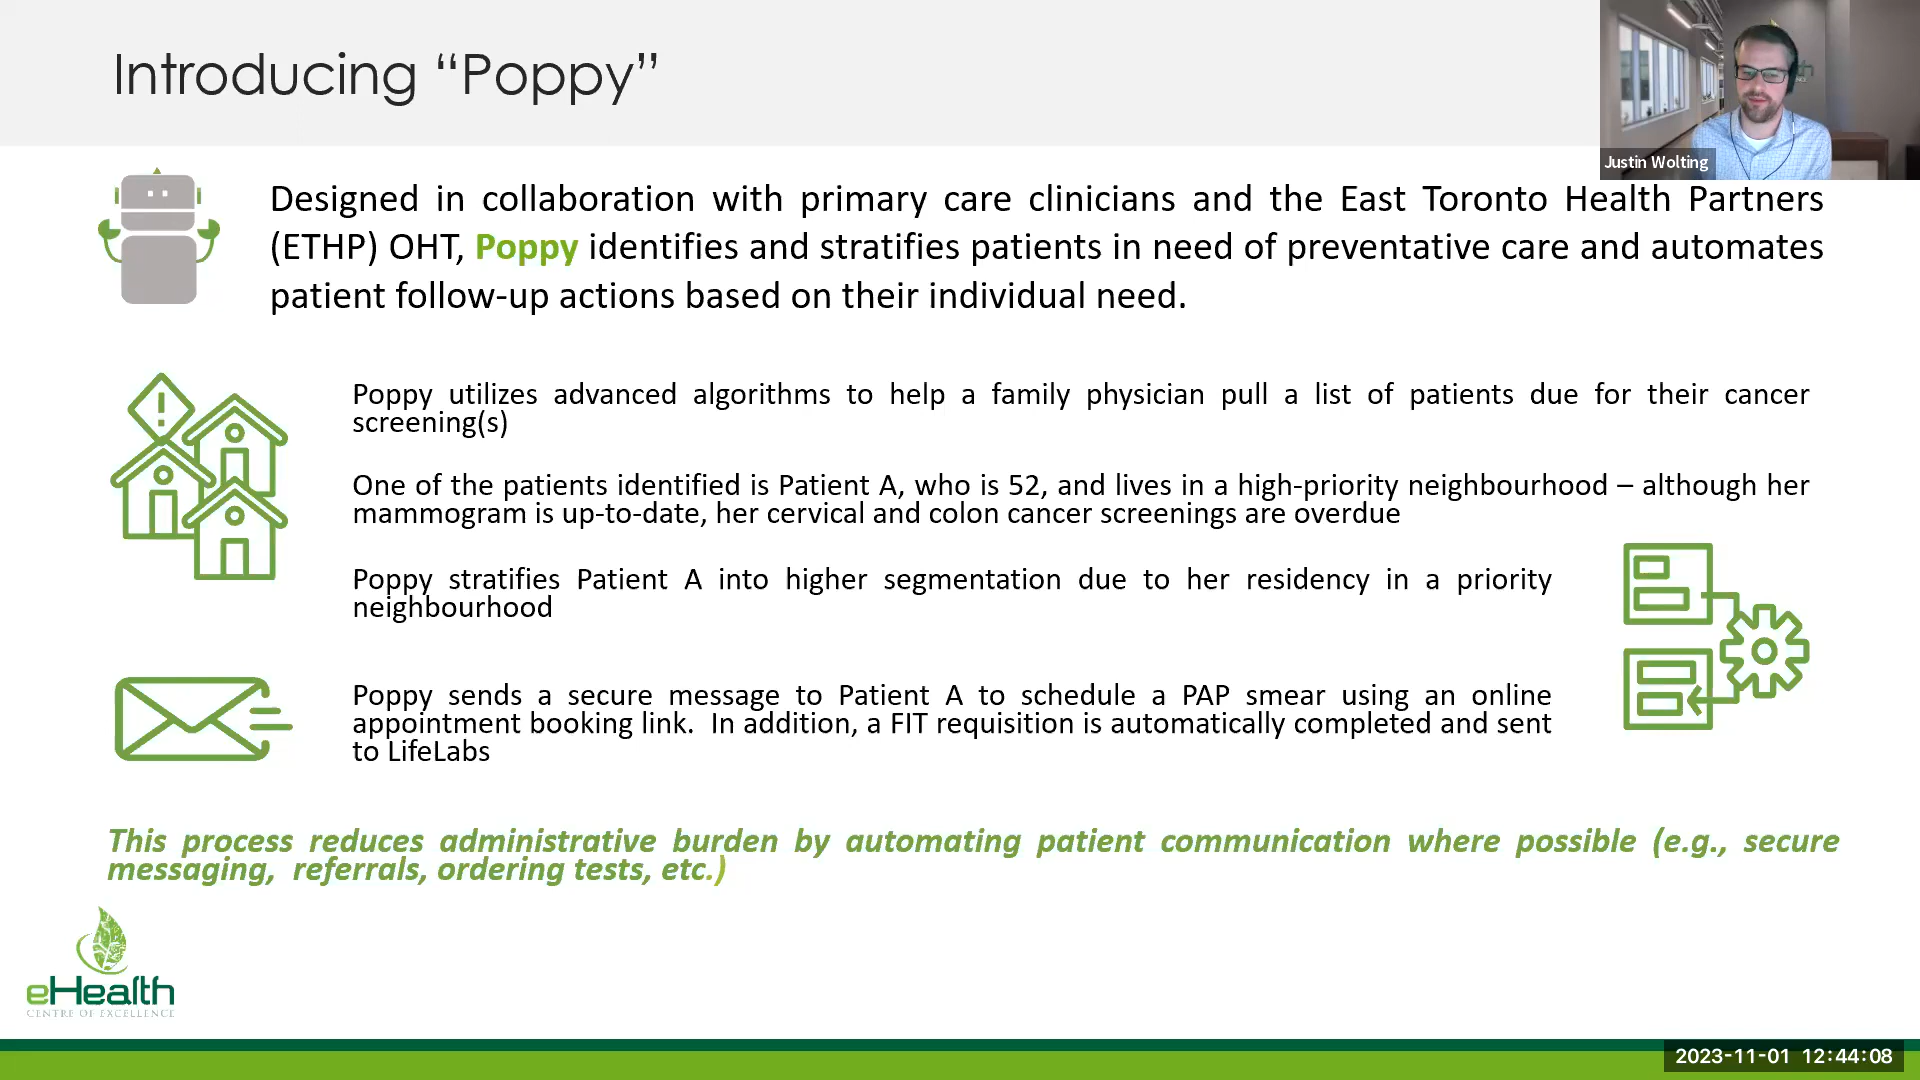 Introducing “Poppy”
Justin Wolting
Designed in collaboration with primary care clinicians and the East Toronto Health Partners
(ETHP) OHT, Poppy identifies and stratifies patients in need of preventative care and automates
patient follow-up actions based on their individual need.
Poppy utilizes advanced algorithms to help a family physician pull a list of patients due for their cancer
screening(s)
One of the patients identified is Patient A, who is 52, and lives in a high-priority neighbourhood – although her
mammogram is up-to-date, her cervical and colon cancer screenings are overdue
Poppy stratifies Patient A into higher segmentation due to her residency in a priority
neighbourhood
Poppy sends a secure message to Patient A to schedule a PAP smear using an online
appointment booking link. In addition, a FIT requisition is automatically completed and sent
to LifeLabs
This process reduces administrative burden by automating patient communication where possible (e.g., secure
messaging, referrals, ordering tests, etc.)
eHealth
CENTRE OF EXCELLENCE
2023-11-01 12:44:08